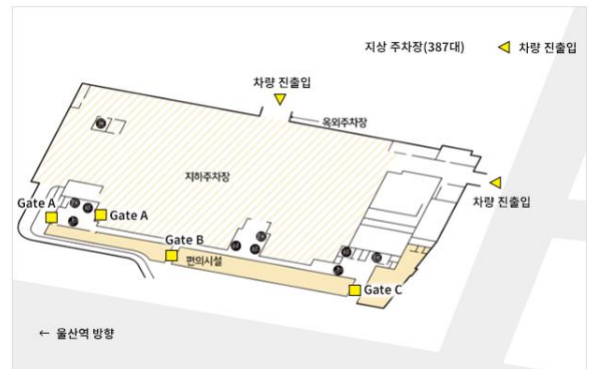 지상 주차장(387대)
차량 진출입
차량 진출입
옥외주차장
지하주차장
차량 진출입
Gate A
Gate A
Gate B
편의시설
Gate C
← 울산역 방향